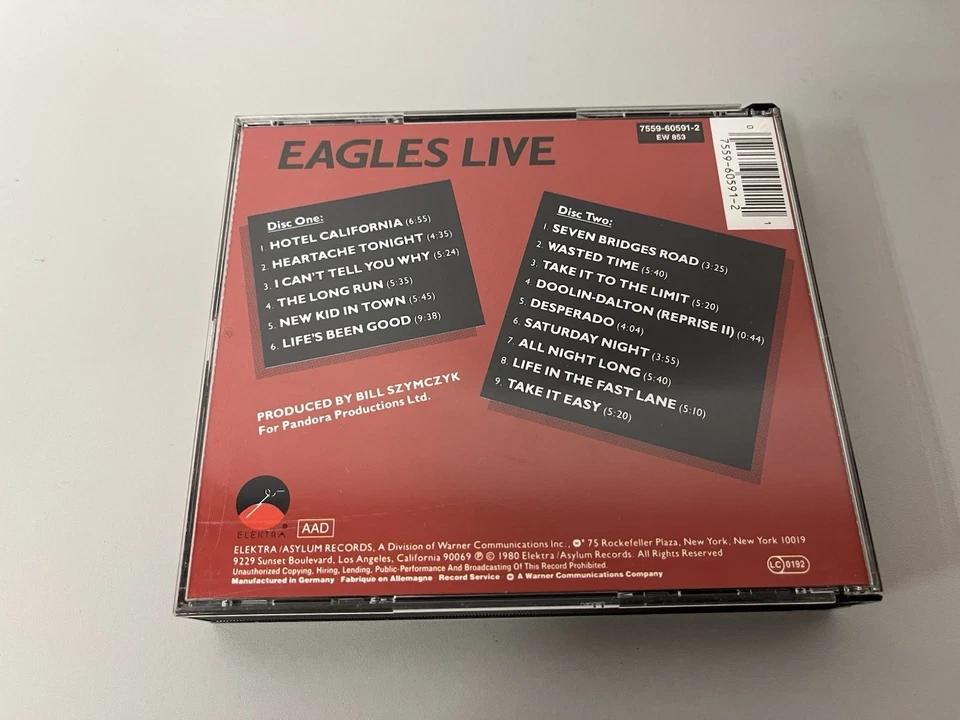 EAGLES LIVE
7559-60591-2
EW 853
0
7559-60591-2
1
Disc One:
1. HOTEL CALIFORNIA (6:55)
2. HEARTACHE TONIGHT (4:35)
3. I CAN'T TELL YOU WHY (5:24)
4. THE LONG RUN (5:35)
5. NEW KID IN TOWN (5:45)
6. LIFE'S BEEN GOOD (9:38)
Disc Two:
1. SEVEN BRIDGES ROAD (3:25)
2. WASTED TIME (5:40)
3. TAKE IT TO THE LIMIT (5:20)
4. DOOLIN-DALTON (REPRISE II) (0:44)
5. DESPERADO (4:04)
6. SATURDAY NIGHT (3:55)
7. ALL NIGHT LONG (5:40)
8. LIFE IN THE FAST LANE (5:10)
9. TAKE IT EASY (5:20)
PRODUCED BY BILL SZYMCZYK
For Pandora Productions Ltd.
ELEKTRA ®
AAD
ELEKTRA/ASYLUM RECORDS, A Division of Warner Communications Inc., 75 Rockefeller Plaza, New York, New York 10019
9229 Sunset Boulevard, Los Angeles, California 90069 ℗ © 1980 Elektra/Asylum Records. All Rights Reserved
Unauthorized Copying, Hiring, Lending, Public-Performance And Broadcasting Of This Record Prohibited.
Manufactured in Germany · Fabriqué en Allemagne · Record Service A Warner Communications Company
LC 0192